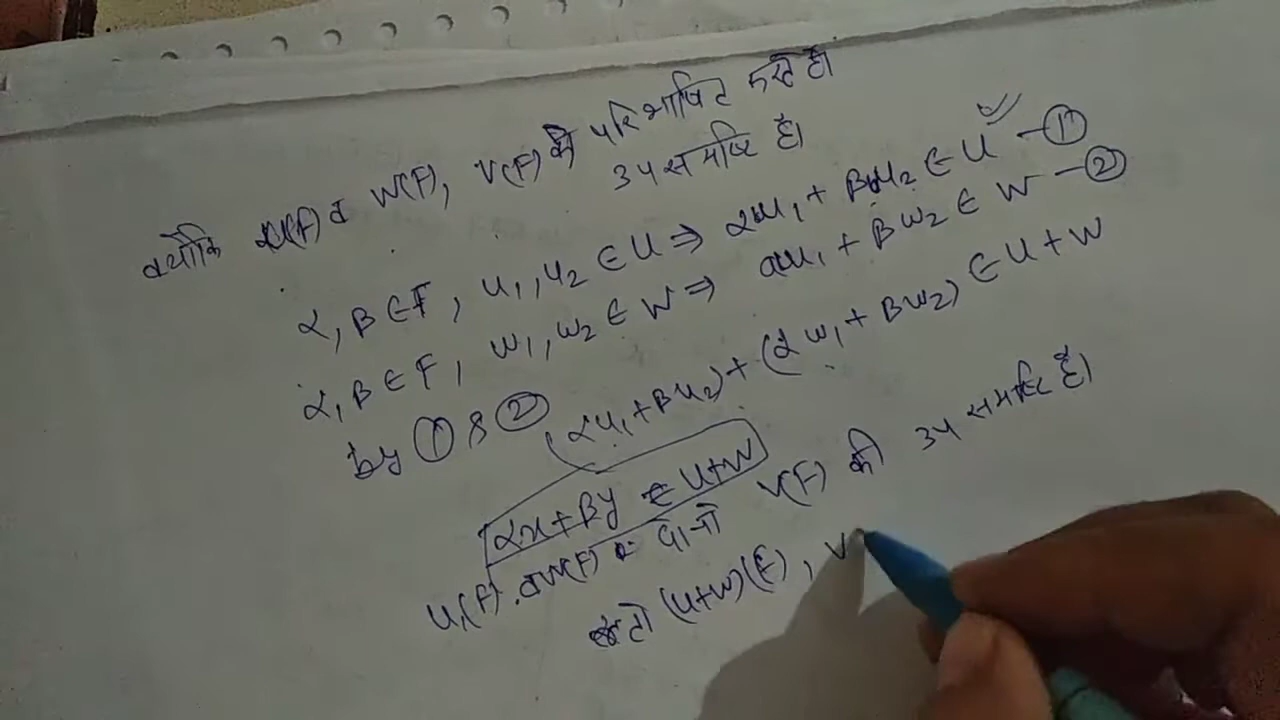 क्योंकि U(F) व W(F), V(F) को परिभाषित करते है।
उपसमष्टि है।
α, β ∈ F, u₁, u₂ ∈ U ⇒ αu₁ + βu₂ ∈ U —①
α, β ∈ F, w₁, w₂ ∈ W ⇒ αw₁ + βw₂ ∈ W —②
by ① & ② (αu₁ + βu₂) + (αw₁ + βw₂) ∈ U + W
αx + βy ∈ U+W
U(F) व W(F) दोनो V(F) की उपसमष्टि है।
तो (U+W)(F), V